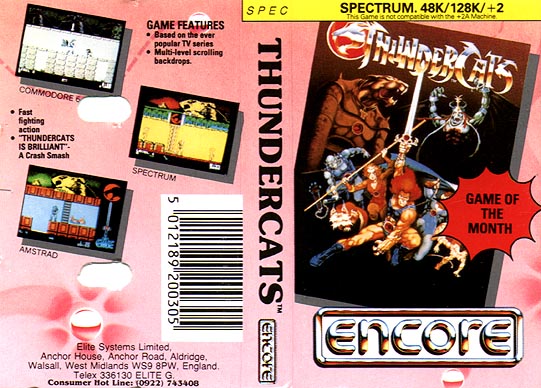 GAME FEATURES
• Based on the ever
popular TV series
• Multi-level scrolling
backdrops.
COMMODORE 6
• Fast
fighting
action
• "THUNDERCATS
IS BRILLIANT"-
A Crash Smash
SPECTRUM
AMSTRAD
5 012189 200305
Elite Systems Limited,
Anchor House, Anchor Road, Aldridge,
Walsall, West Midlands WS9 8PW, England.
Telex 336130 ELITE G.
Consumer Hot Line: (0922) 743408
SPEC
THUNDERCATS™
ENCORE
SPECTRUM. 48K/128K/+2
This Game is not compatible with the +2A Machine.
THUNDERCATS
GAME OF
THE
MONTH
ENCORE